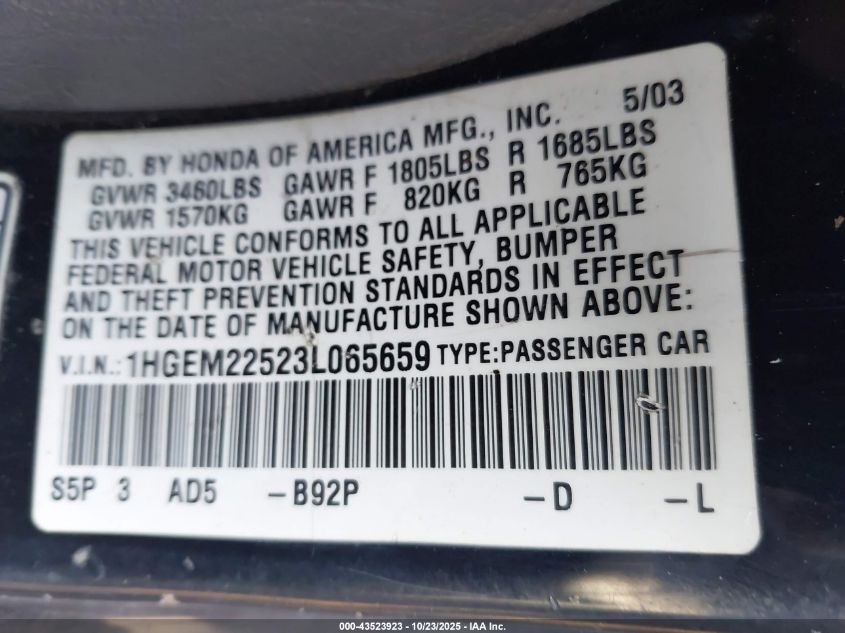 5/03
MFD. BY HONDA OF AMERICA MFG., INC.
GVWR 3460LBS GAWR F 1805LBS R 1685LBS
GVWR 1570KG GAWR F 820KG R 765KG
THIS VEHICLE CONFORMS TO ALL APPLICABLE
FEDERAL MOTOR VEHICLE SAFETY, BUMPER
AND THEFT PREVENTION STANDARDS IN EFFECT
ON THE DATE OF MANUFACTURE SHOWN ABOVE:
V.I.N.:1HGEM22523L065659 TYPE:PASSENGER CAR
S5P 3 AD5 -B92P -D -L
000-43523923 - 10/23/2025 - IAA Inc.